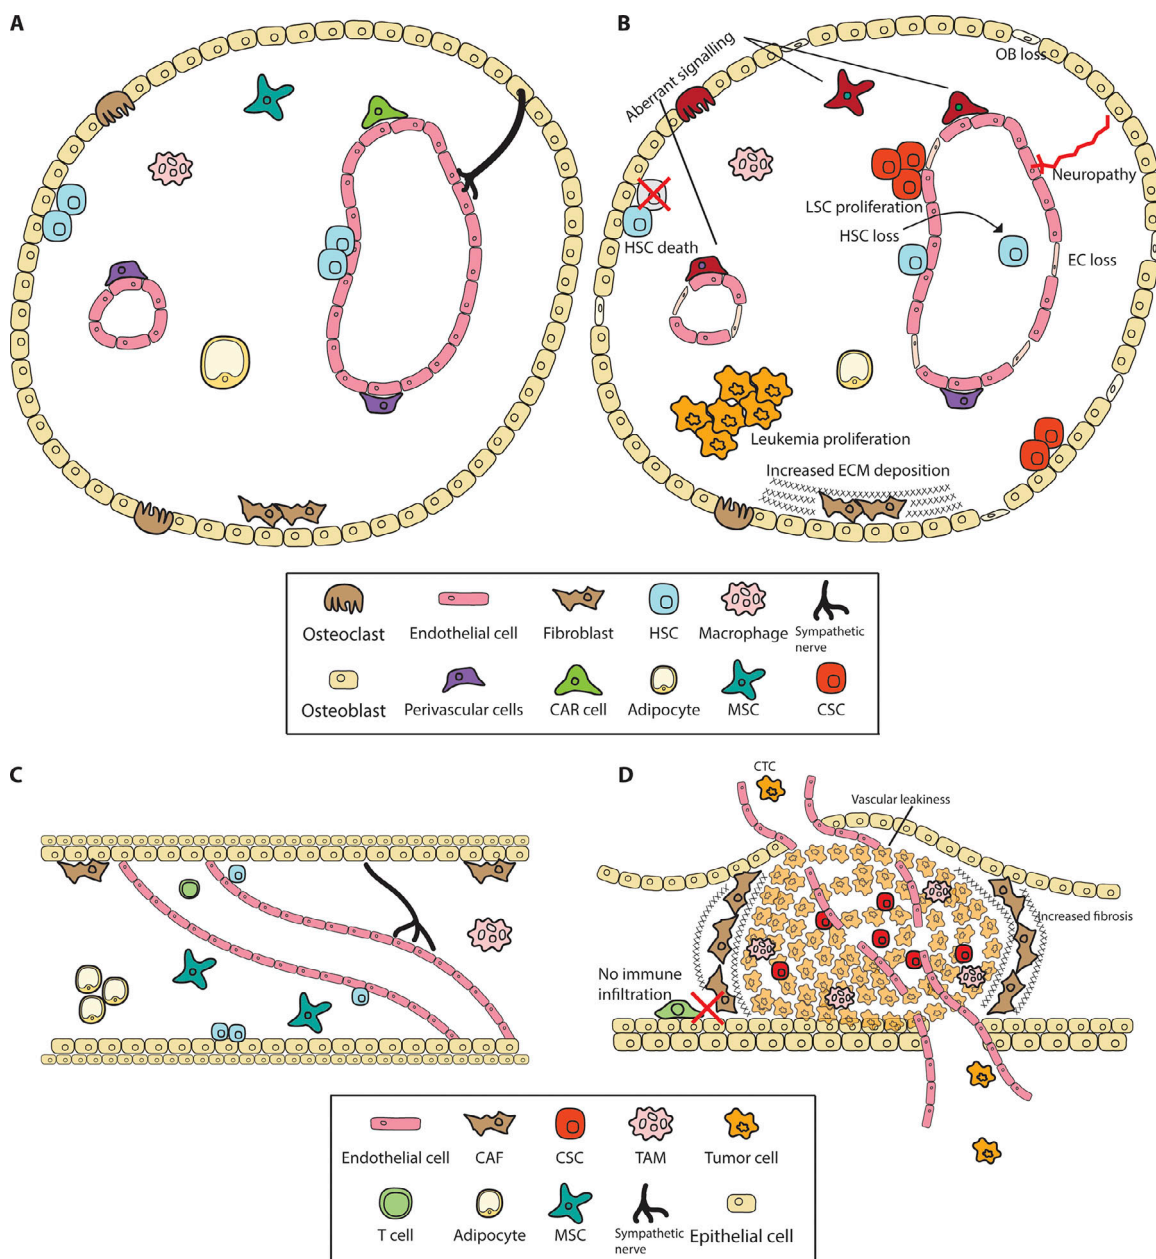 A
B
Aberrant signalling
OB loss
Neuropathy
LSC proliferation
HSC loss
HSC death
EC loss
Leukemia proliferation
Increased ECM deposition
Osteoclast
Endothelial cell
Fibroblast
HSC
Macrophage
Sympathetic
nerve
Osteoblast
Perivascular cells
CAR cell
Adipocyte
MSC
CSC
C
D
CTC
Vascular leakiness
Increased fibrosis
No immune
infiltration
Endothelial cell
CAF
CSC
TAM
Tumor cell
T cell
Adipocyte
MSC
Sympathetic
nerve
Epithelial cell